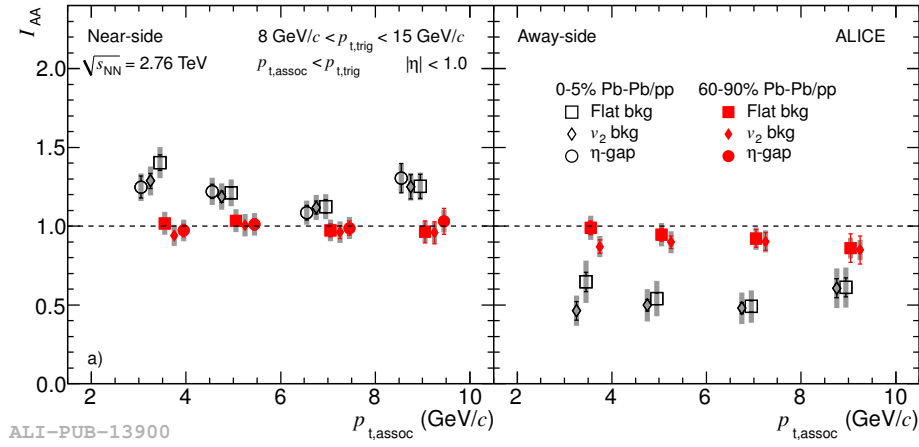 I_AA
Near-side
8 GeV/c < p_t,trig < 15 GeV/c
√s_NN = 2.76 TeV
p_t,assoc < p_t,trig
|η| < 1.0
Away-side
ALICE
0-5% Pb-Pb/pp
60-90% Pb-Pb/pp
Flat bkg
Flat bkg
v_2 bkg
v_2 bkg
η-gap
η-gap
2.0
1.5
1.0
0.5
0.0
a)
2 4 6 8 10
2 4 6 8 10
p_t,assoc (GeV/c)
p_t,assoc (GeV/c)
ALI-PUB-13900